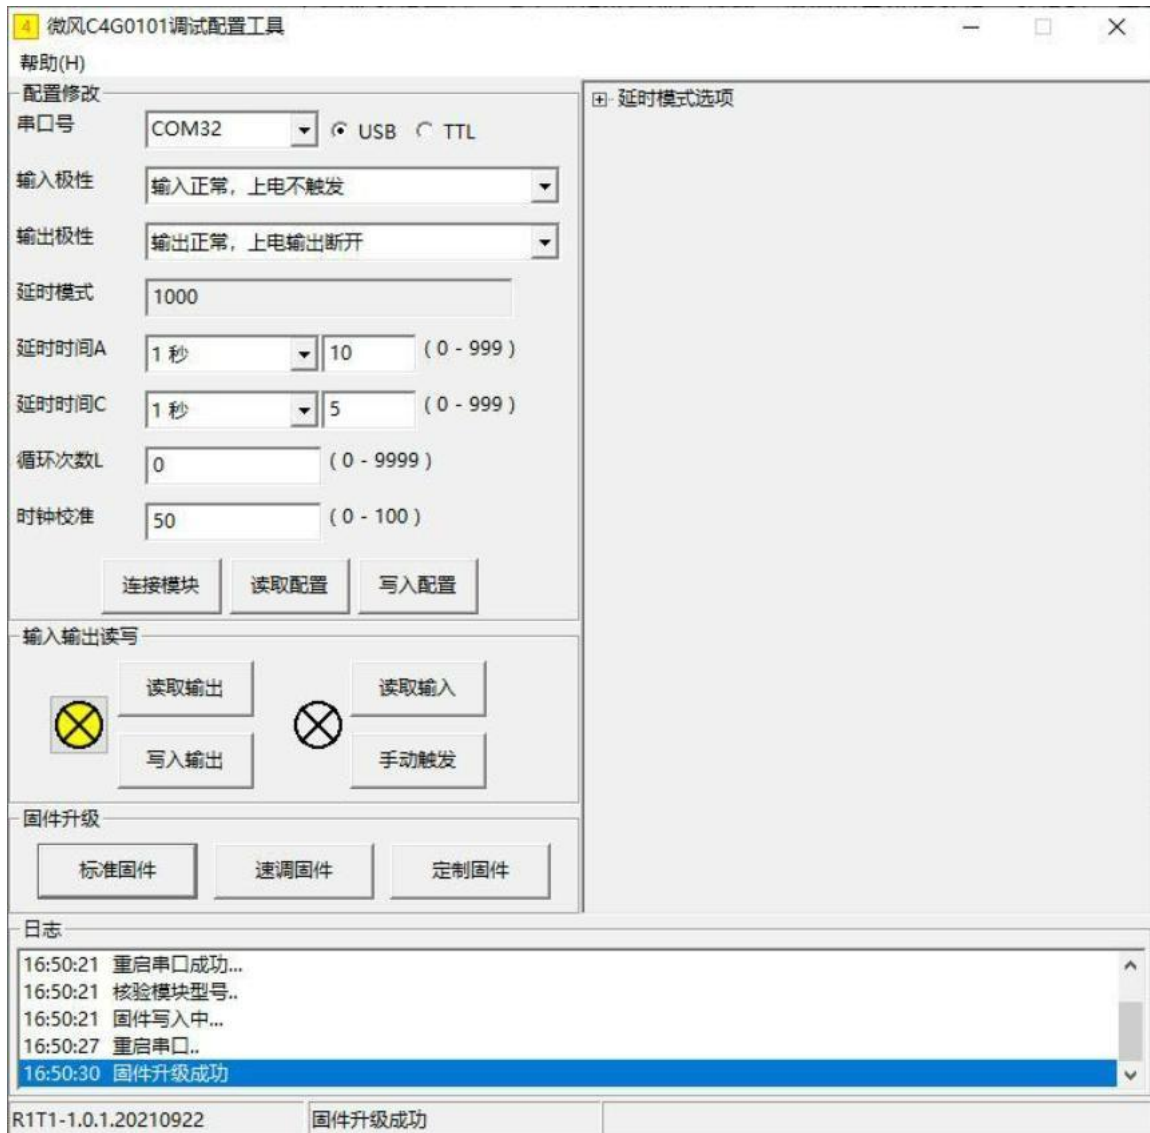 4 微风C4G0101调试配置工具
帮助(H)
配置修改
串口号 COM32 USB TTL
输入极性 输入正常，上电不触发
输出极性 输出正常，上电输出断开
延时模式 1000
延时时间A 1 秒 10 ( 0 - 999 )
延时时间C 1 秒 5 ( 0 - 999 )
循环次数L 0 ( 0 - 9999 )
时钟校准 50 ( 0 - 100 )
连接模块 读取配置 写入配置
输入输出读写
读取输出 读取输入
写入输出 手动触发
固件升级
标准固件 速调固件 定制固件
延时模式选项
日志
16:50:21 重启串口成功...
16:50:21 核验模块型号..
16:50:21 固件写入中...
16:50:27 重启串口..
16:50:30 固件升级成功
R1T1-1.0.1.20210922 固件升级成功